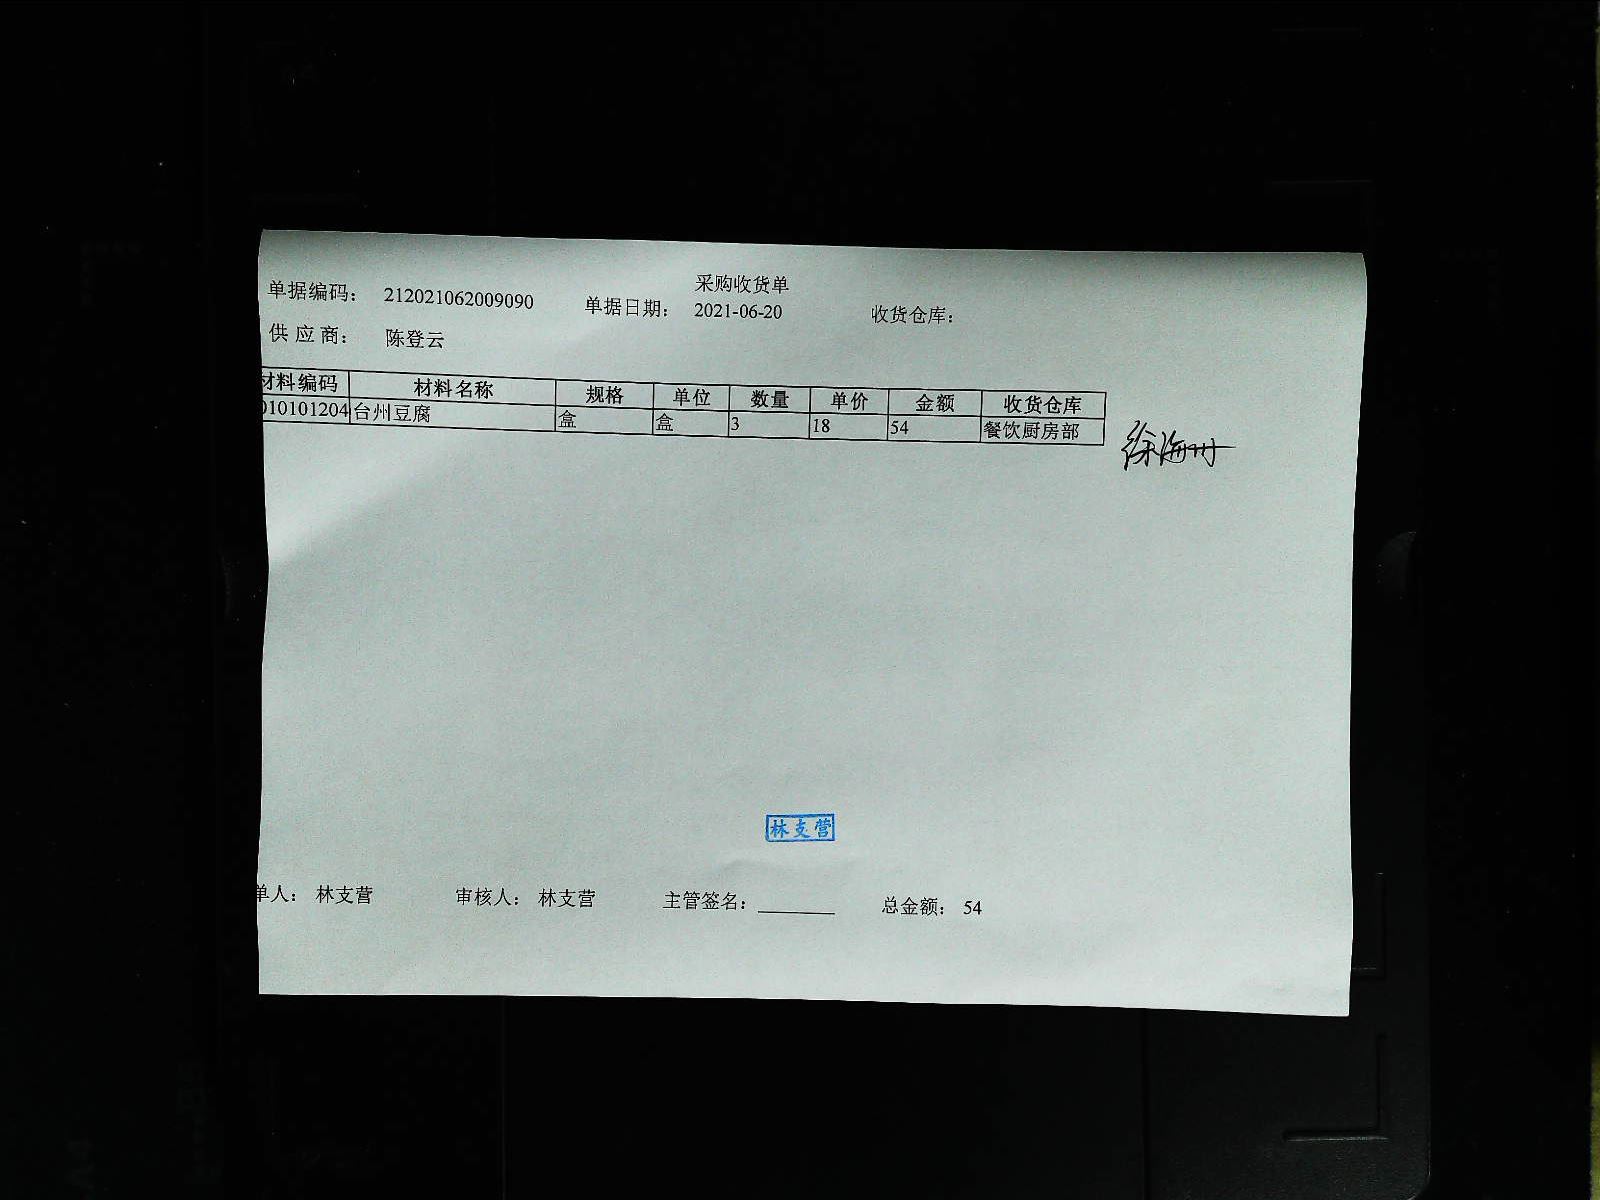 采购收货单
单据编码： 212021062009090 单据日期： 2021-06-20 收货仓库：
供 应 商： 陈登云
材料编码 材料名称 规格 单位 数量 单价 金额 收货仓库
010101204 台州豆腐 盒 盒 3 18 54 餐饮厨房部
林支营
单人： 林支营 审核人： 林支营 主管签名： 总金额： 54